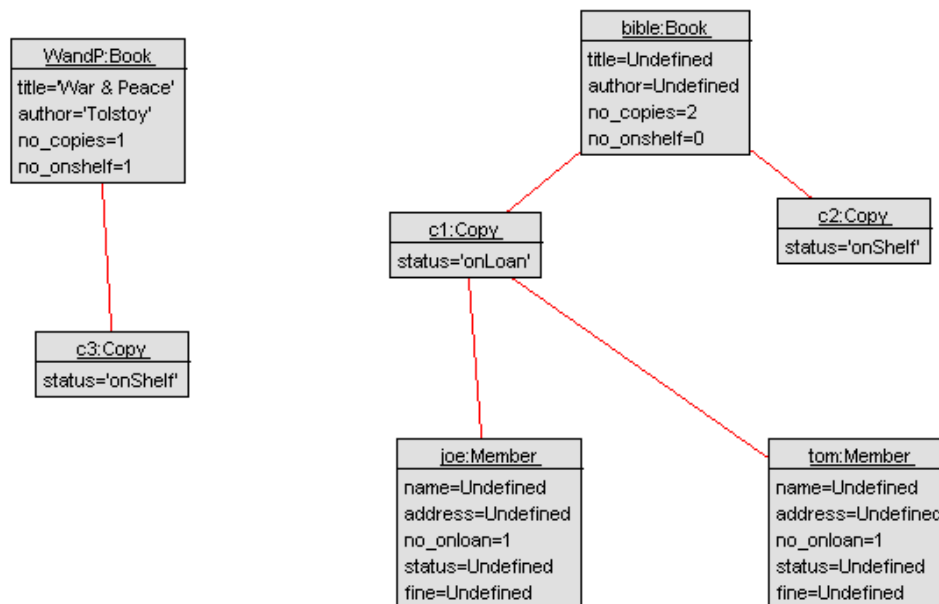 WandP:Book
title='War & Peace'
author='Tolstoy'
no_copies=1
no_onshelf=1
bible:Book
title=Undefined
author=Undefined
no_copies=2
no_onshelf=0
c1:Copy
status='onLoan'
c2:Copy
status='onShelf'
c3:Copy
status='onShelf'
joe:Member
name=Undefined
address=Undefined
no_onloan=1
status=Undefined
fine=Undefined
tom:Member
name=Undefined
address=Undefined
no_onloan=1
status=Undefined
fine=Undefined